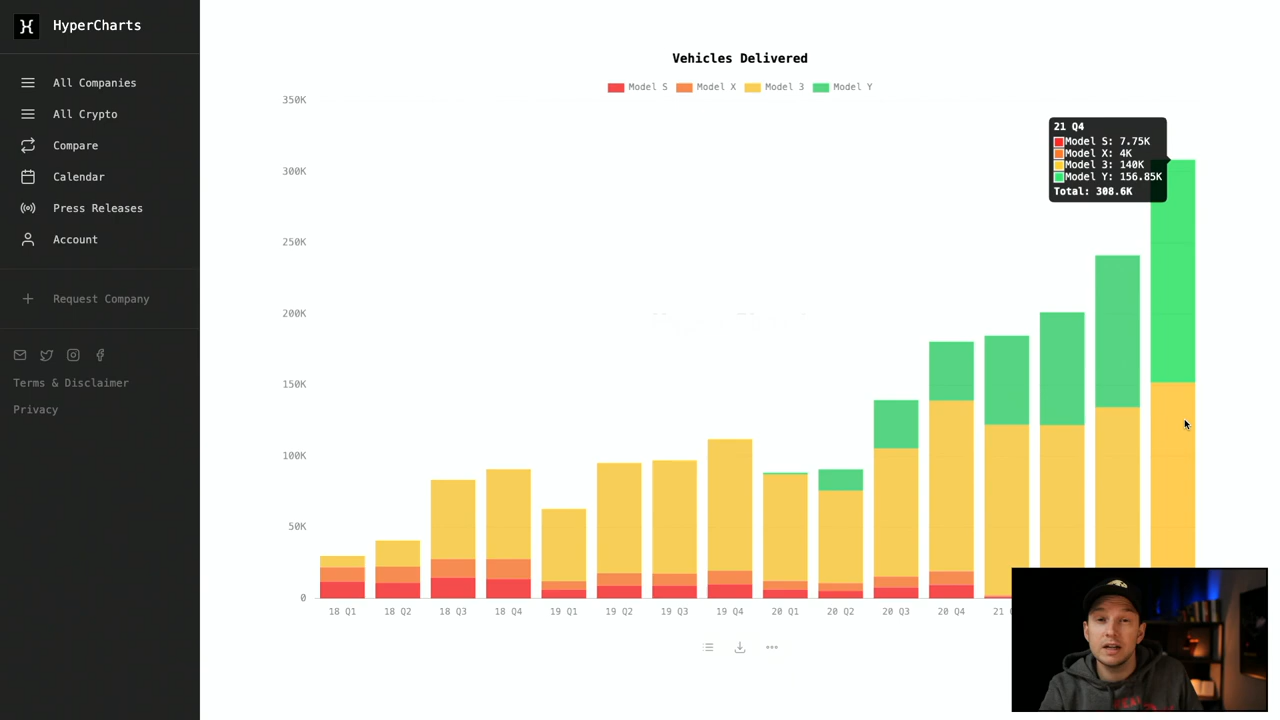 HyperCharts
All Companies
All Crypto
Compare
Calendar
Press Releases
Account
Request Company
Terms & Disclaimer
Privacy
Vehicles Delivered
Model S Model X Model 3 Model Y
350K
300K
250K
200K
150K
100K
50K
0
21 Q4
Model S: 7.75K
Model X: 4K
Model 3: 140K
Model Y: 156.85K
Total: 308.6K
18 Q1 18 Q2 18 Q3 18 Q4 19 Q1 19 Q2 19 Q3 19 Q4 20 Q1 20 Q2 20 Q3 20 Q4 21